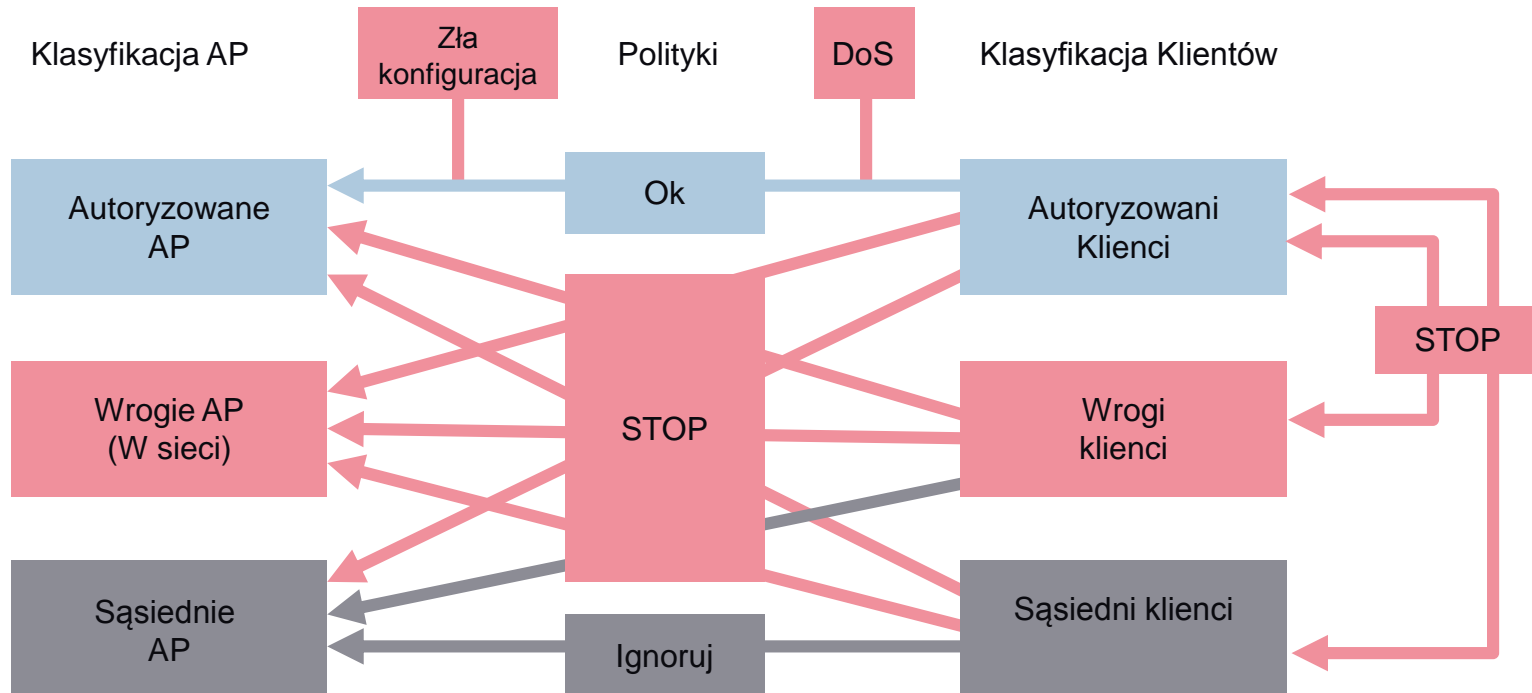 Klasyfikacja AP
Zła
konfiguracja
Polityki
DoS
Klasyfikacja Klientów
Autoryzowane
AP
Ok
Autoryzowani
Klienci
Wrogie AP
(W sieci)
STOP
Wrogi
klienci
STOP
Sąsiednie
AP
Ignoruj
Sąsiedni klienci